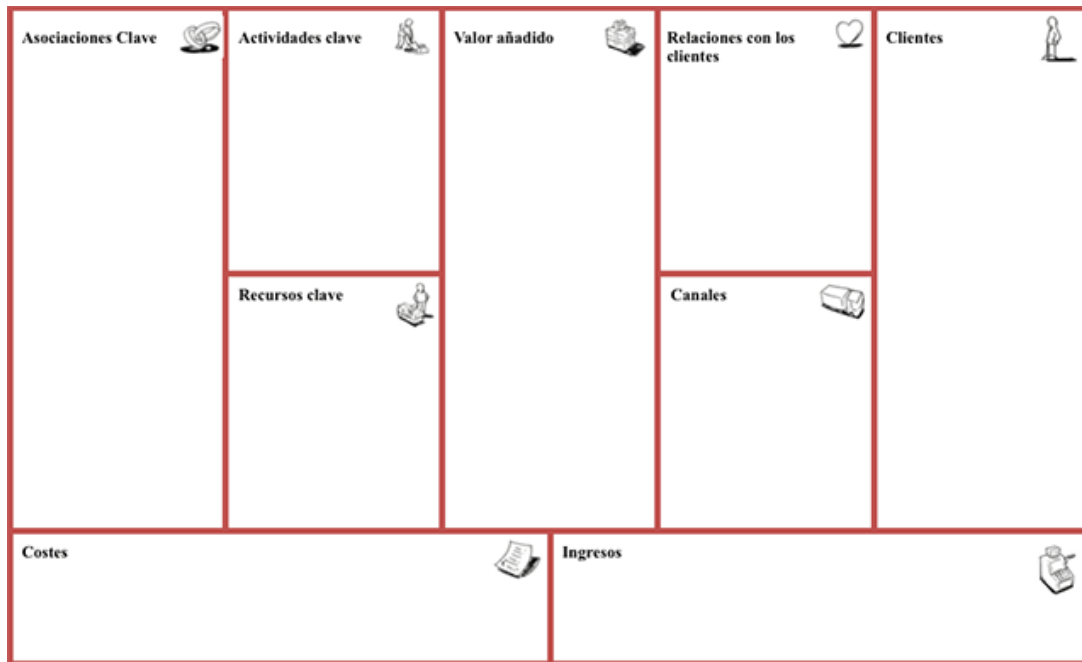 Asociaciones Clave
Actividades clave
Valor añadido
Relaciones con los
clientes
Clientes
Recursos clave
Canales
Costes
Ingresos